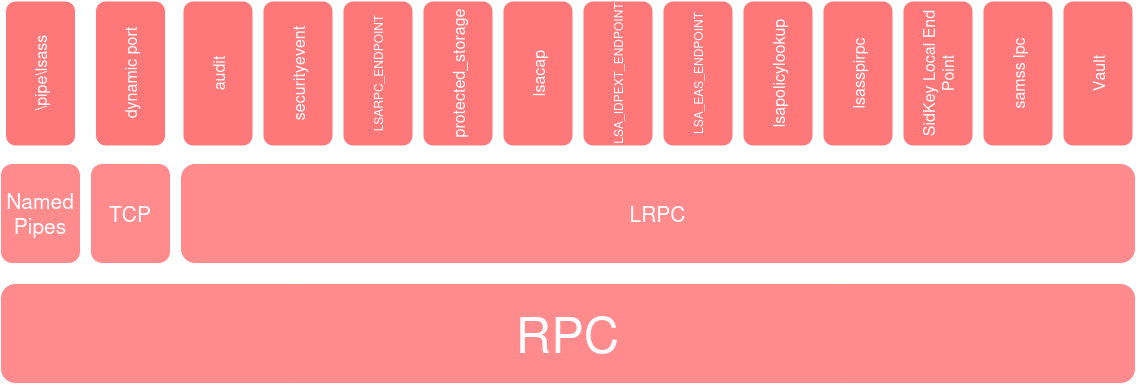 \pipe\lsass
dynamic port
audit
securityevent
LSARPC_ENDPOINT
protected_storage
lsacap
LSA_IDPEXT_ENDPOINT
LSA_EAS_ENDPOINT
lsapolicylookup
lsasspirpc
SidKey Local End
Point
samss lpc
Vault
Named
Pipes
TCP
LRPC
RPC